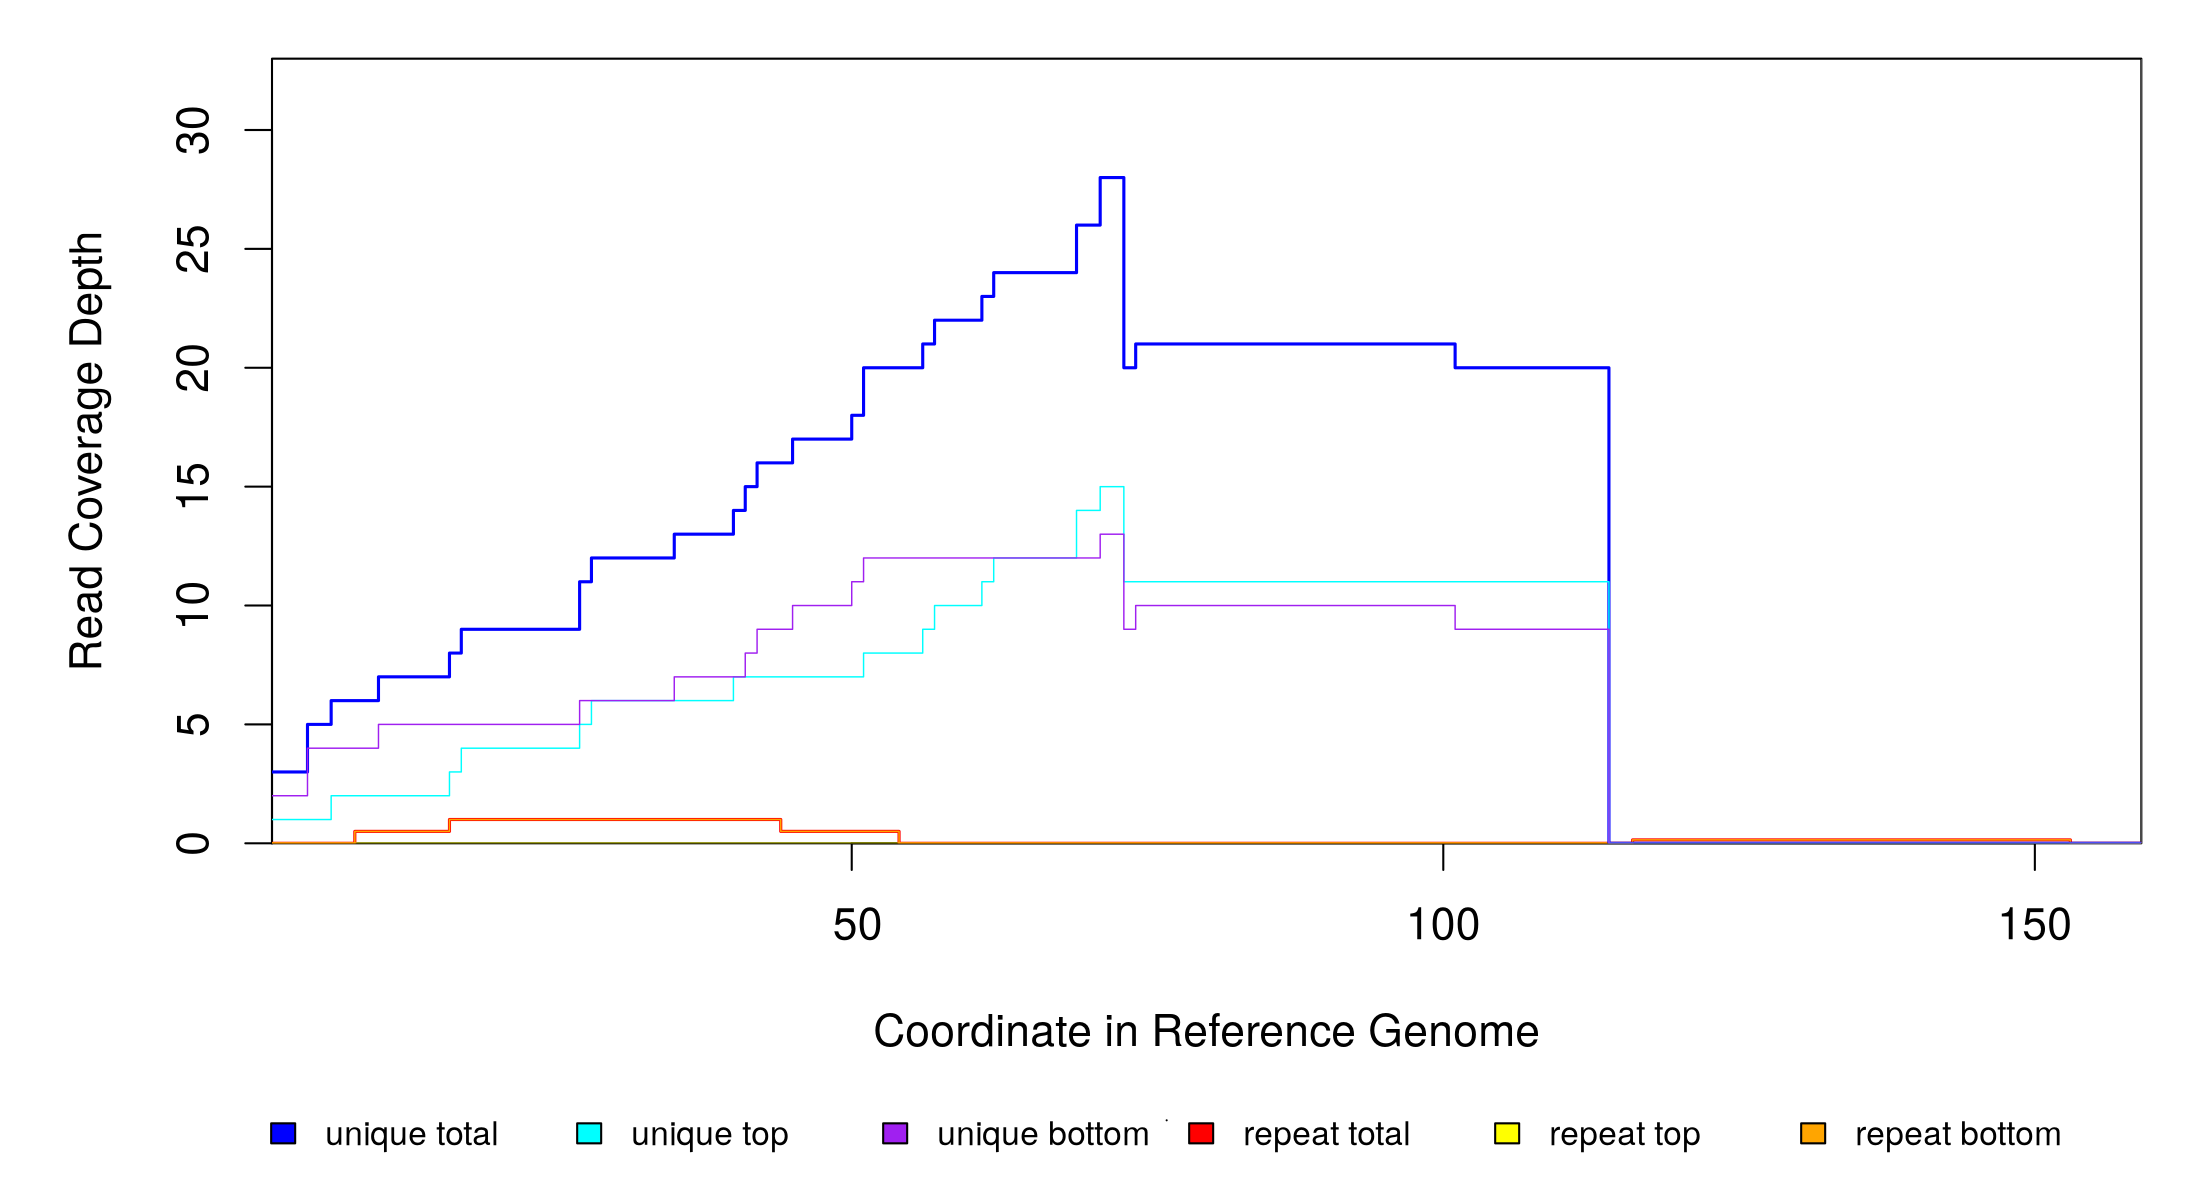 Read Coverage Depth
30
25
20
15
10
5
0
50 100 150
Coordinate in Reference Genome
unique total unique top unique bottom repeat total repeat top repeat bottom